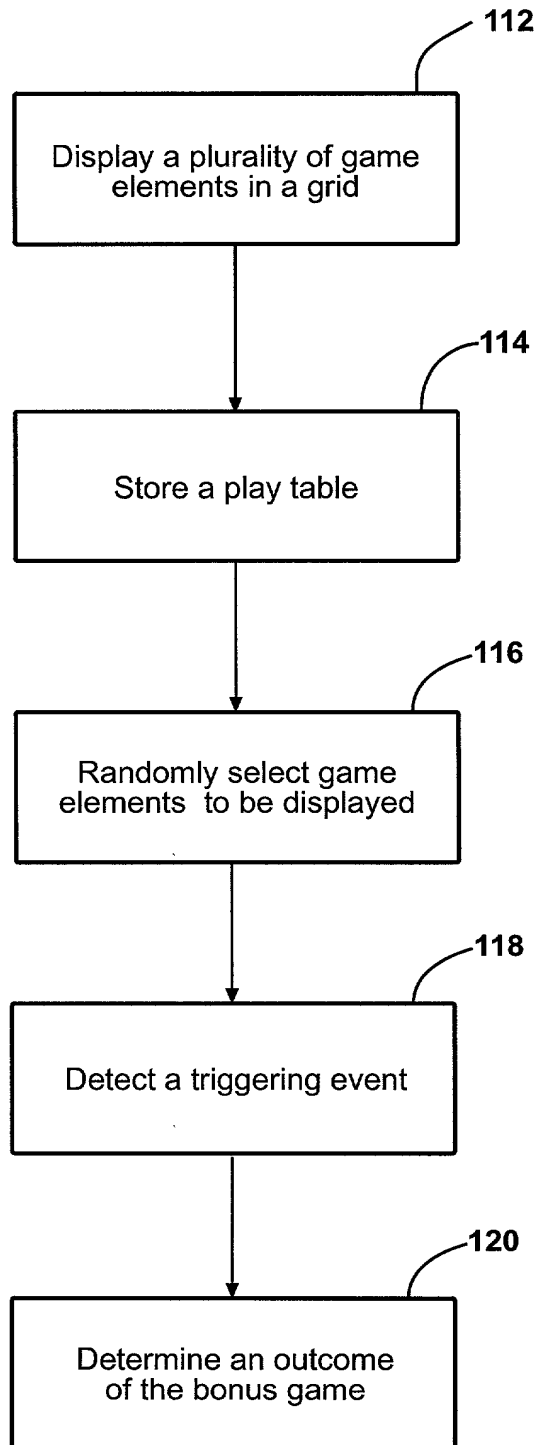 112
Display a plurality of game
elements in a grid
114
Store a play table
116
Randomly select game
elements to be displayed
118
Detect a triggering event
120
Determine an outcome
of the bonus game